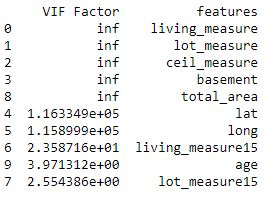 VIF Factor features
0 inf living_measure
1 inf lot_measure
2 inf ceil_measure
3 inf basement
8 inf total_area
4 1.163349e+05 lat
5 1.158999e+05 long
6 2.358716e+01 living_measure15
9 3.971312e+00 age
7 2.554386e+00 lot_measure15